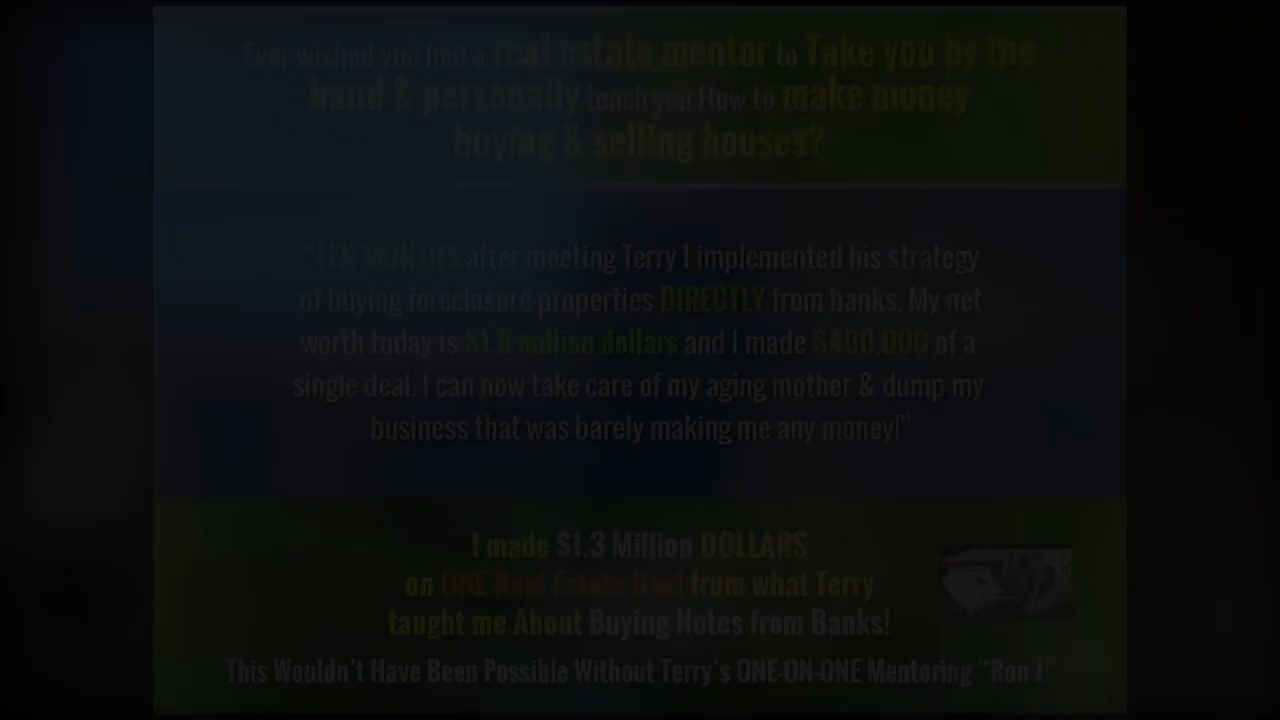 Ever wished you had a real estate mentor to Take you by the
hand & personally teach you How to make money
buying & selling houses?
“TEN MONTHS after meeting Terry I implemented his strategy
of buying foreclosure properties DIRECTLY from banks. My net
worth today is $1.5 million dollars and I made $400,000 of a
single deal. I can now take care of my aging mother & dump my
business that was barely making me any money!”
I made $1.3 Million DOLLARS
on ONE Real Estate Deal from what Terry
taught me About Buying Notes from Banks!
This Wouldn’t Have Been Possible Without Terry’s ONE-ON-ONE Mentoring “Ron J”